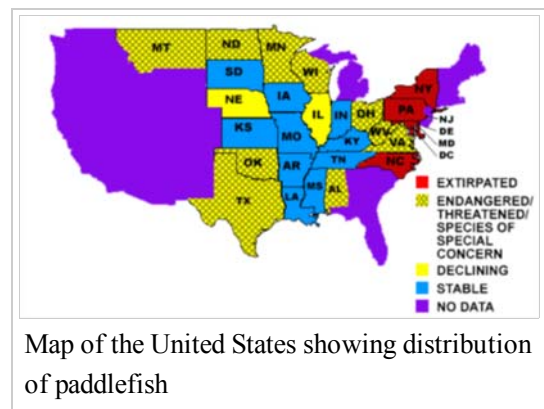 MT
ND
MN
WI
SD
IA
NE
IL
IN
OH
PA
NY
KS
MO
KY
WV
VA
NJ
DE
MD
DC
OK
AR
TN
NC
TX
LA
MS
AL
EXTIRPATED
ENDANGERED/
THREATENED/
SPECIES OF
SPECIAL
CONCERN
DECLINING
STABLE
NO DATA
Map of the United States showing distribution
of paddlefish